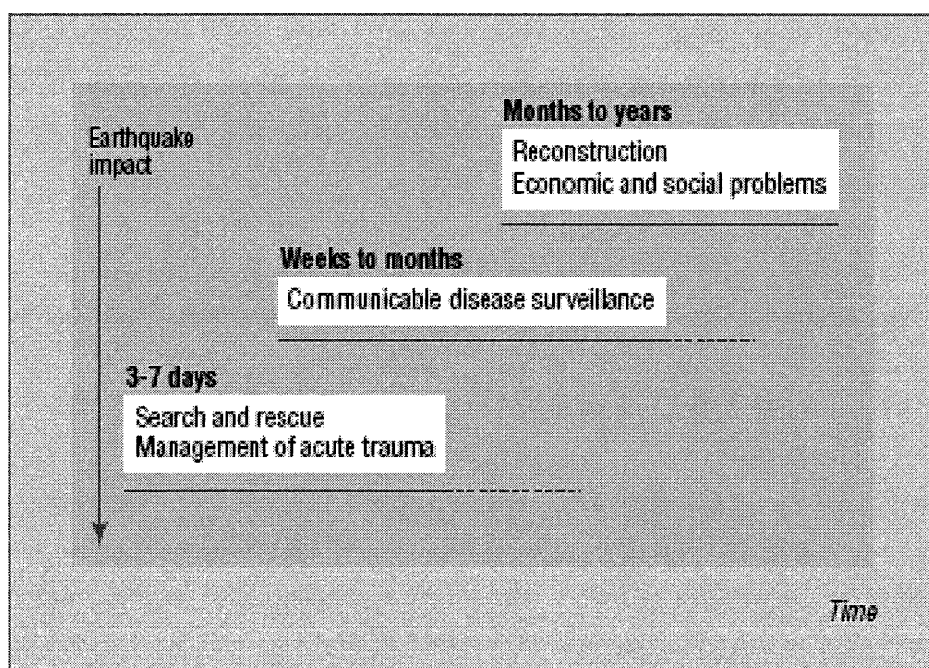 Earthquake
impact
Months to years
Reconstruction
Economic and social problems
Weeks to months
Communicable disease surveillance
3-7 days
Search and rescue
Management of acute trauma
Time